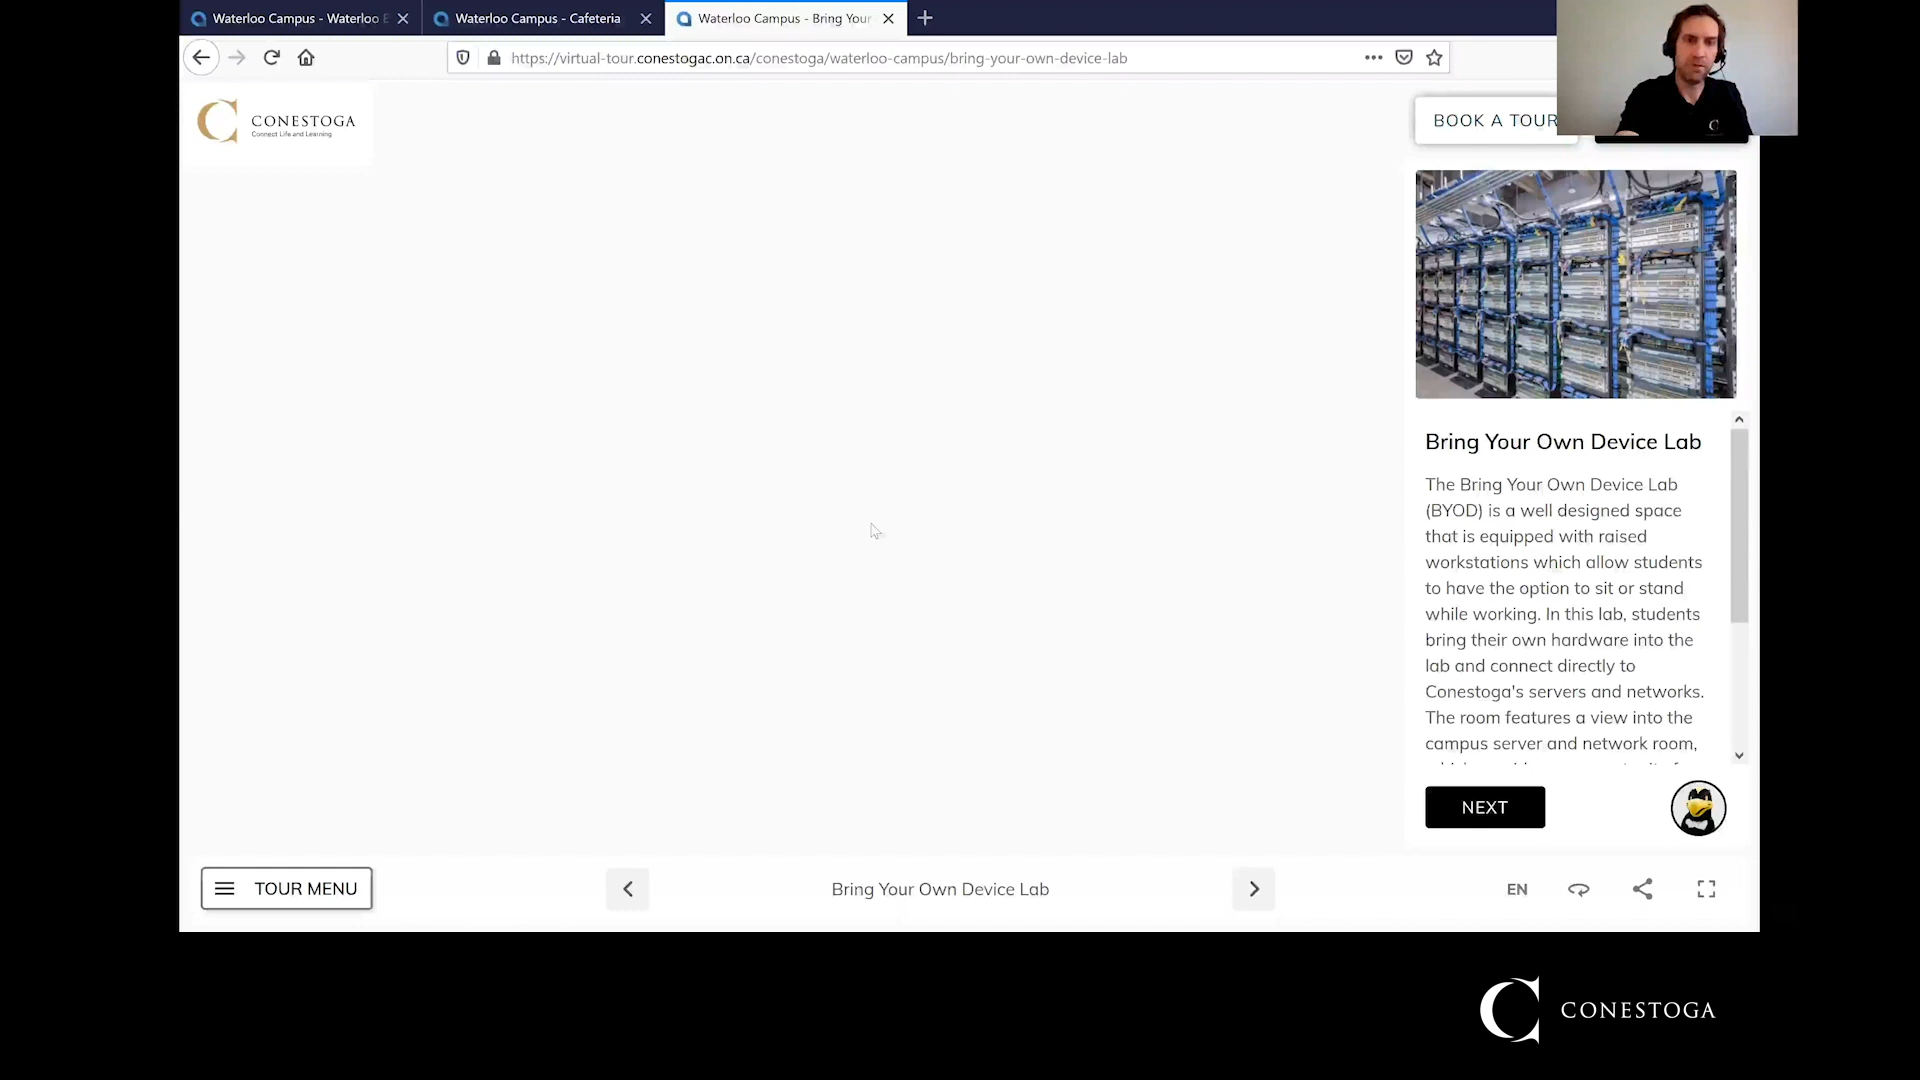 Waterloo Campus - Waterloo
Waterloo Campus - Cafeteria
Waterloo Campus - Bring Your
https://virtual-tour.conestogac.on.ca/conestoga/waterloo-campus/bring-your-own-device-lab
CONESTOGA
Connect Life and Learning
BOOK A TOUR
Bring Your Own Device Lab
The Bring Your Own Device Lab
(BYOD) is a well designed space
that is equipped with raised
workstations which allow students
to have the option to sit or stand
while working. In this lab, students
bring their own hardware into the
lab and connect directly to
Conestoga's servers and networks.
The room features a view into the
campus server and network room,
NEXT
TOUR MENU
Bring Your Own Device Lab
EN
CONESTOGA